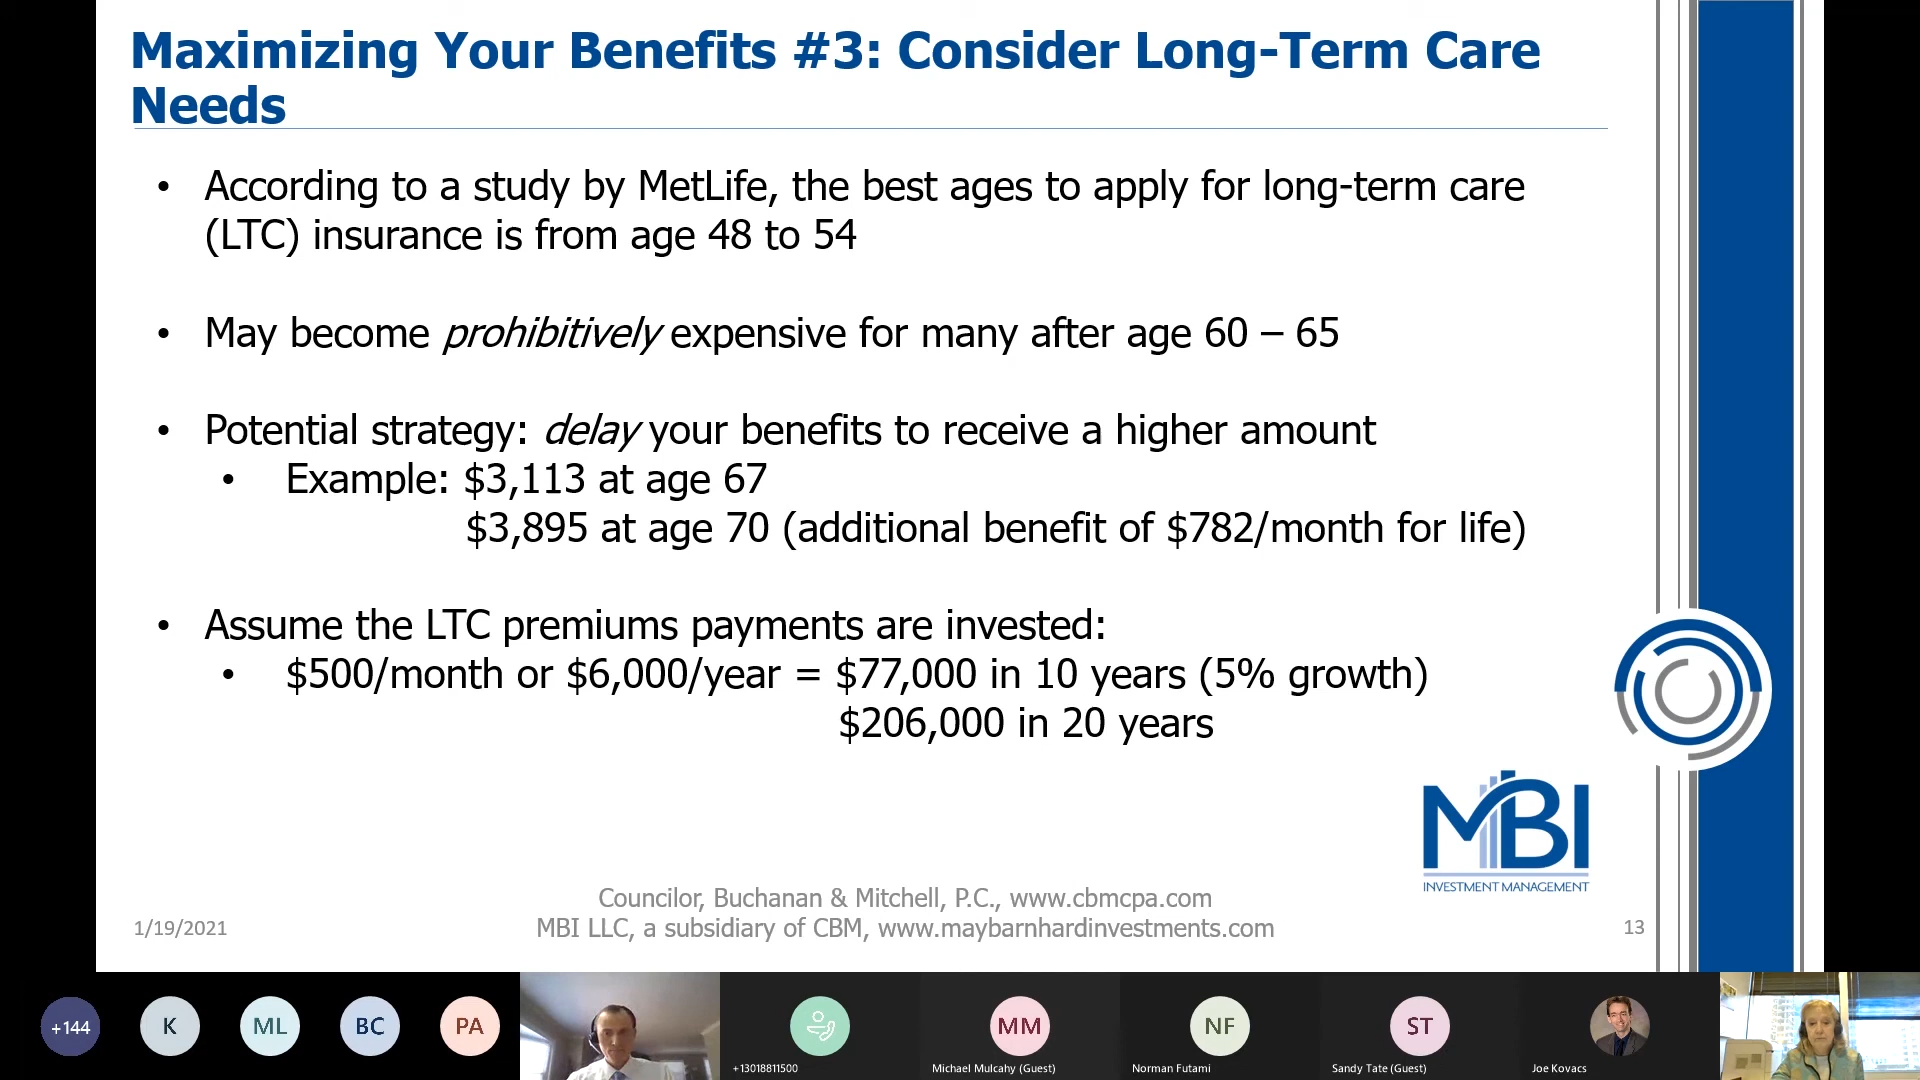 Maximizing Your Benefits #3: Consider Long-Term Care
Needs
• According to a study by MetLife, the best ages to apply for long-term care
(LTC) insurance is from age 48 to 54
• May become prohibitively expensive for many after age 60 – 65
• Potential strategy: delay your benefits to receive a higher amount
• Example: $3,113 at age 67
$3,895 at age 70 (additional benefit of $782/month for life)
• Assume the LTC premiums payments are invested:
• $500/month or $6,000/year = $77,000 in 10 years (5% growth)
$206,000 in 20 years
MBI
INVESTMENT MANAGEMENT
Councilor, Buchanan & Mitchell, P.C., www.cbmcpa.com
1/19/2021
MBI LLC, a subsidiary of CBM, www.maybarnhardinvestments.com
13
+144
K
ML
BC
PA
MM
NF
ST
+13018811500
Michael Mulcahy (Guest)
Norman Futami
Sandy Tate (Guest)
Joe Kovacs